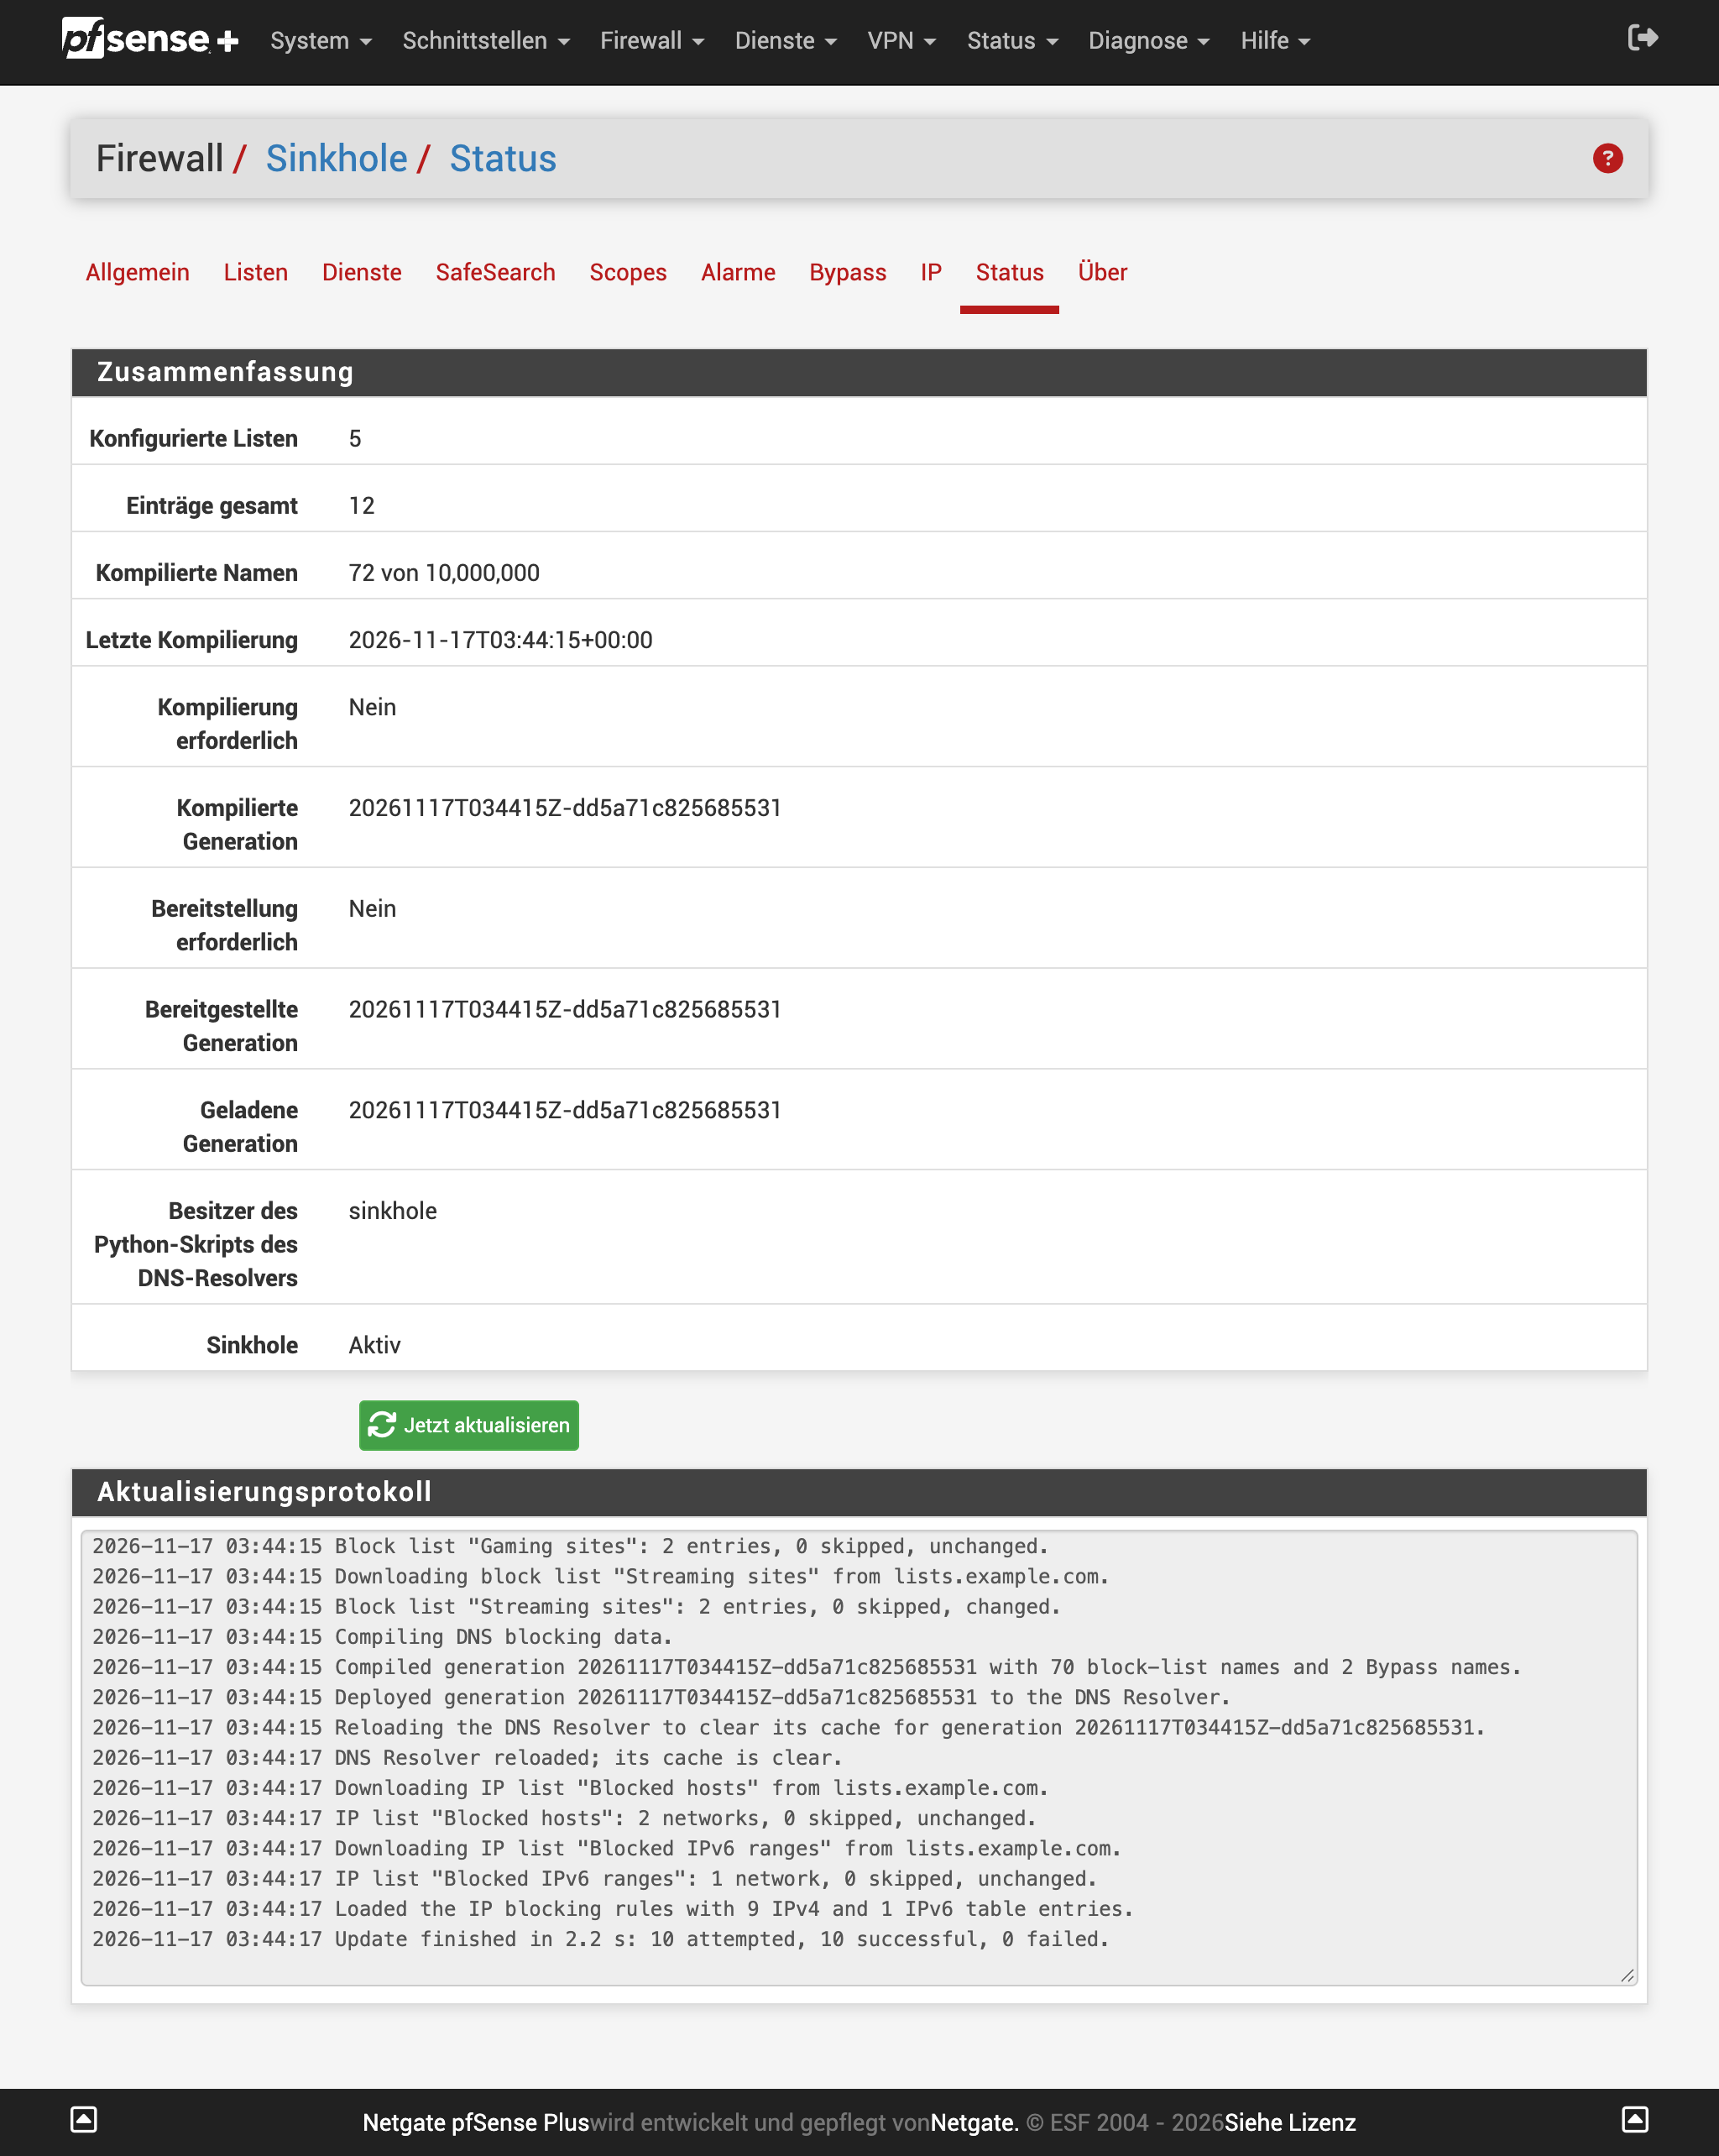 pfsense+ System Schnittstellen Firewall Dienste VPN Status Diagnose Hilfe
Firewall / Sinkhole / Status
?
Allgemein Listen Dienste SafeSearch Scopes Alarme Bypass IP Status Über
Zusammenfassung
Konfigurierte Listen 5
Einträge gesamt 12
Kompilierte Namen 72 von 10,000,000
Letzte Kompilierung 2026-11-17T03:44:15+00:00
Kompilierung Nein
erforderlich
Kompilierte 20261117T034415Z-dd5a71c825685531
Generation
Bereitstellung Nein
erforderlich
Bereitgestellte 20261117T034415Z-dd5a71c825685531
Generation
Geladene 20261117T034415Z-dd5a71c825685531
Generation
Besitzer des sinkhole
Python-Skripts des
DNS-Resolvers
Sinkhole Aktiv
Jetzt aktualisieren
Aktualisierungsprotokoll
2026-11-17 03:44:15 Block list "Gaming sites": 2 entries, 0 skipped, unchanged.
2026-11-17 03:44:15 Downloading block list "Streaming sites" from lists.example.com.
2026-11-17 03:44:15 Block list "Streaming sites": 2 entries, 0 skipped, changed.
2026-11-17 03:44:15 Compiling DNS blocking data.
2026-11-17 03:44:15 Compiled generation 20261117T034415Z-dd5a71c825685531 with 70 block-list names and 2 Bypass names.
2026-11-17 03:44:15 Deployed generation 20261117T034415Z-dd5a71c825685531 to the DNS Resolver.
2026-11-17 03:44:15 Reloading the DNS Resolver to clear its cache for generation 20261117T034415Z-dd5a71c825685531.
2026-11-17 03:44:17 DNS Resolver reloaded; its cache is clear.
2026-11-17 03:44:17 Downloading IP list "Blocked hosts" from lists.example.com.
2026-11-17 03:44:17 IP list "Blocked hosts": 2 networks, 0 skipped, unchanged.
2026-11-17 03:44:17 Downloading IP list "Blocked IPv6 ranges" from lists.example.com.
2026-11-17 03:44:17 IP list "Blocked IPv6 ranges": 1 network, 0 skipped, unchanged.
2026-11-17 03:44:17 Loaded the IP blocking rules with 9 IPv4 and 1 IPv6 table entries.
2026-11-17 03:44:17 Update finished in 2.2 s: 10 attempted, 10 successful, 0 failed.
Netgate pfSense Pluswird entwickelt und gepflegt vonNetgate. © ESF 2004 - 2026Siehe Lizenz